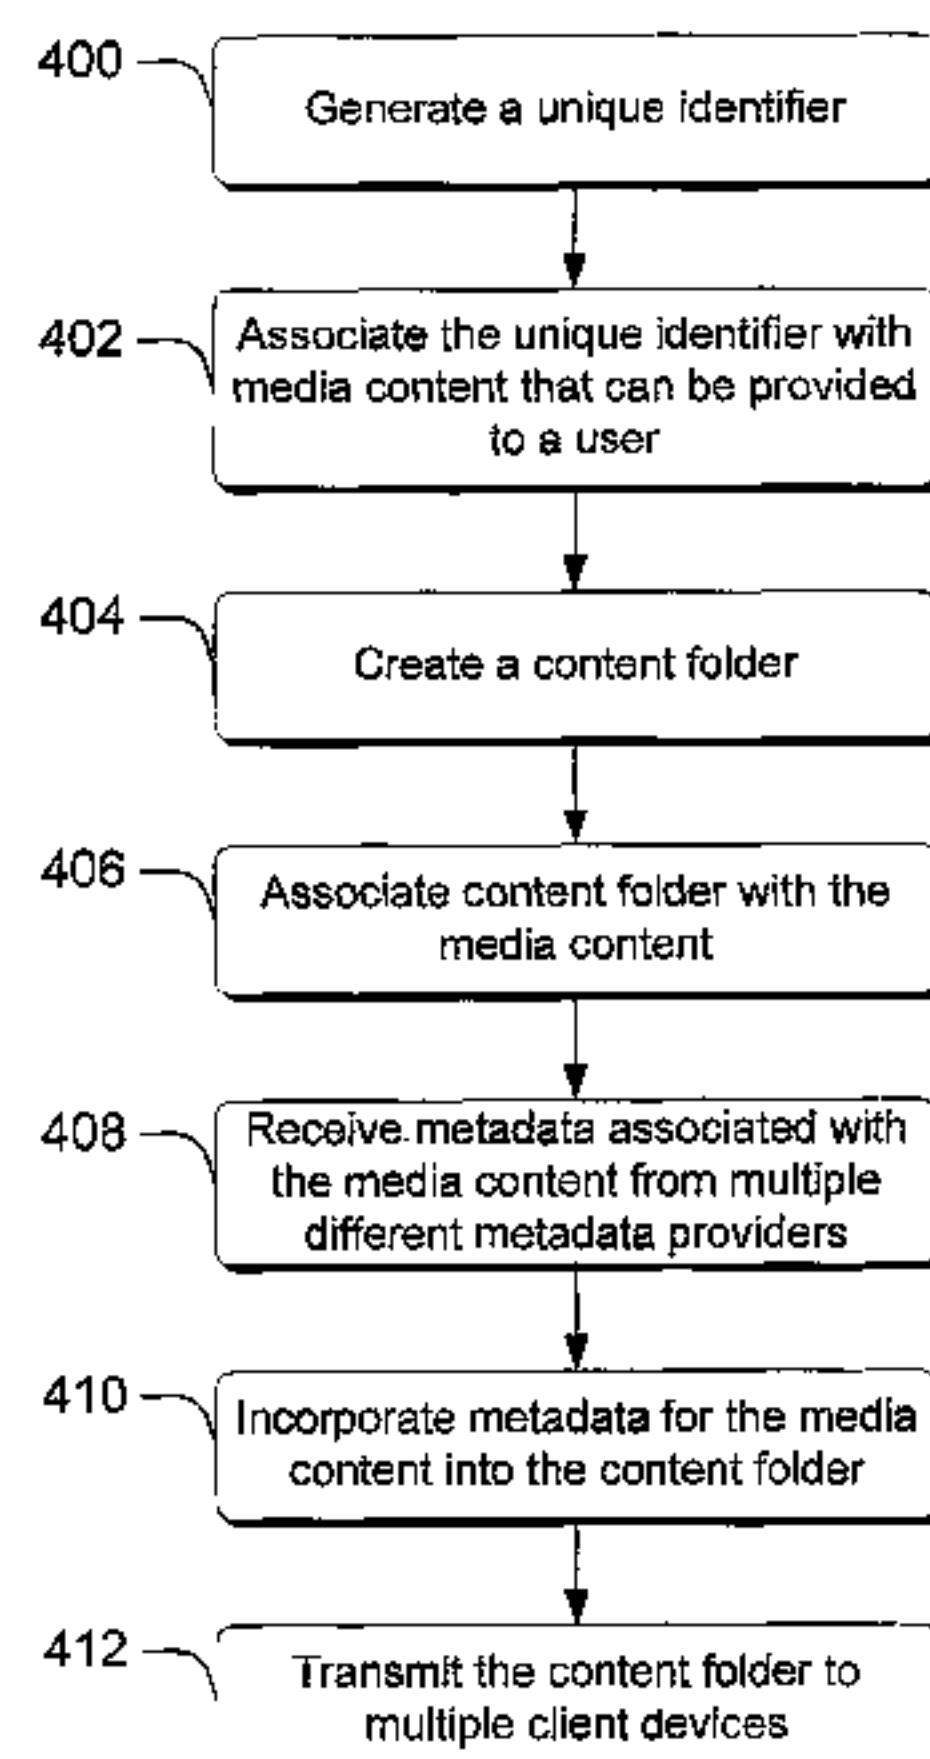 400
Generate a unique identifier
402
Associate the unique identifier with
media content that can be provided
to a user
404
Create a content folder
406
Associate content folder with the
media content
408
Receive metadata associated with
the media content from multiple
different metadata providers
410
Incorporate metadata for the media
content into the content folder
412
Transmit the content folder to
multiple client devices